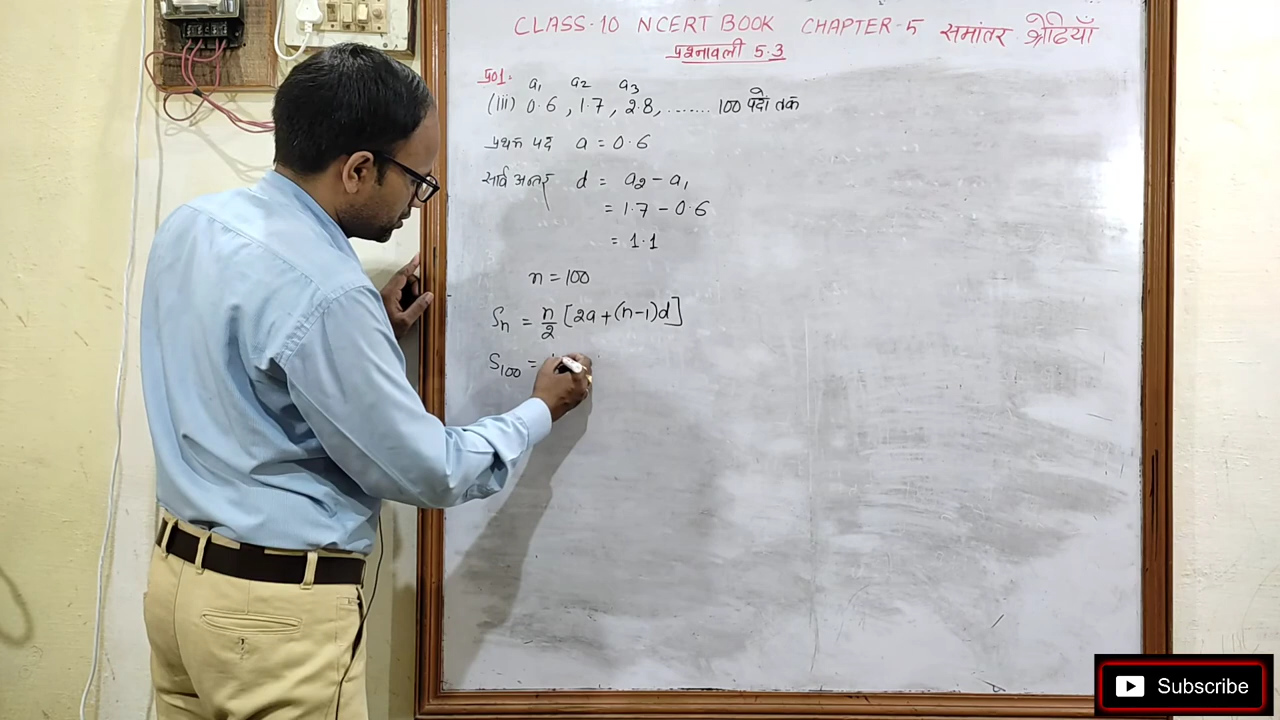 CLASS-10 NCERT BOOK CHAPTER-5 समांतर श्रेढियाँ
प्रश्नावली 5.3
प्र01. a₁ a₂ a₃
(iii) 0.6, 1.7, 2.8, ....... 100 पदों तक
प्रथम पद a = 0.6
सार्व अन्तर d = a₂ - a₁
= 1.7 - 0.6
= 1.1
n = 100
Sₙ = n/2 [2a + (n-1)d]
S₁₀₀ =
Subscribe